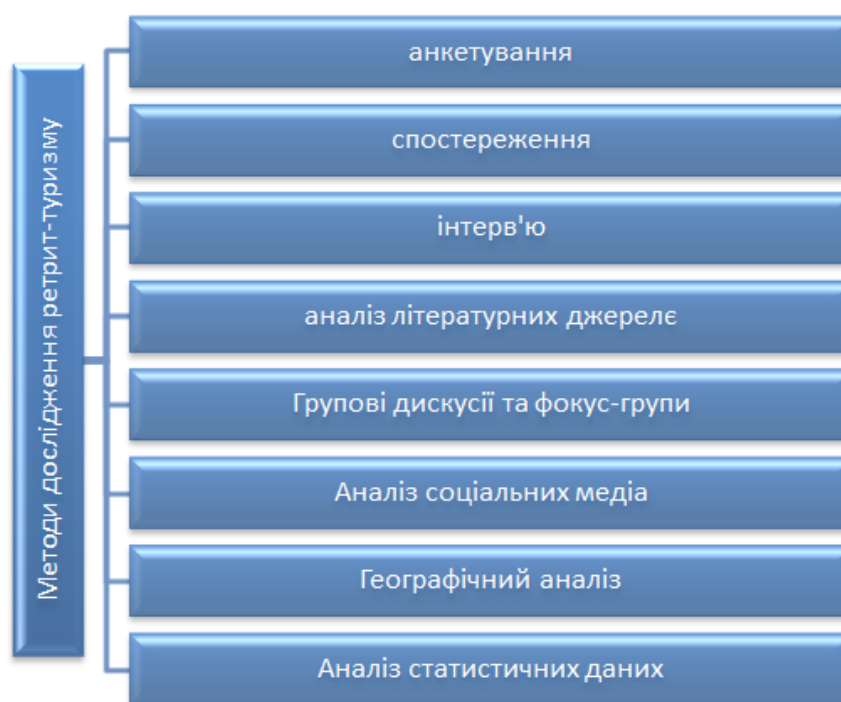 Методи дослідження ретрит-туризму
анкетування
спостереження
інтерв'ю
аналіз літературних джерелє
Групові дискусії та фокус-групи
Аналіз соціальних медіа
Географічний аналіз
Аналіз статистичних даних